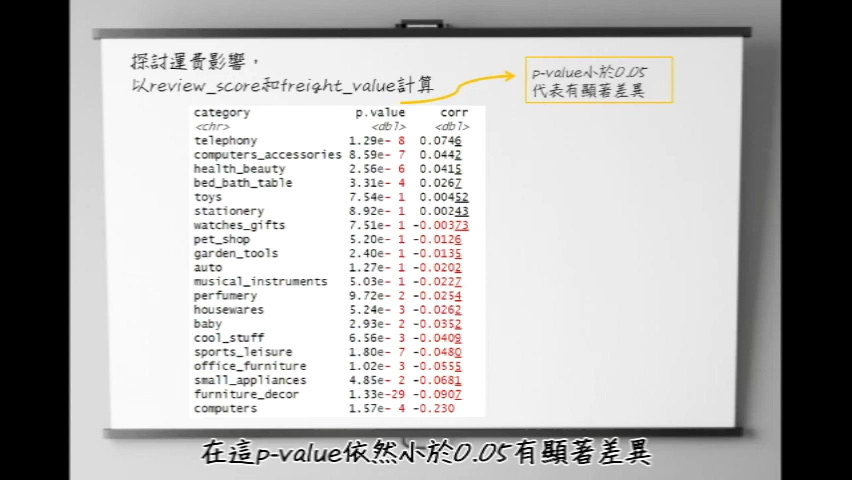 探討運費影響，
以review_score和freight_value計算
p-value小於0.05
代表有顯著差異
category p.value corr
<chr> <dbl> <dbl>
telephony 1.29e- 8 0.0746
computers_accessories 8.59e- 7 0.0442
health_beauty 2.56e- 6 0.0415
bed_bath_table 3.31e- 4 0.0267
toys 7.54e- 1 0.00452
stationery 8.92e- 1 0.00243
watches_gifts 7.51e- 1 -0.00373
pet_shop 5.20e- 1 -0.0126
garden_tools 2.40e- 1 -0.0135
auto 1.27e- 1 -0.0202
musical_instruments 5.03e- 1 -0.0227
perfumery 9.72e- 2 -0.0254
housewares 5.24e- 3 -0.0262
baby 2.93e- 2 -0.0352
cool_stuff 6.56e- 3 -0.0409
sports_leisure 1.80e- 7 -0.0480
office_furniture 1.02e- 3 -0.0555
small_appliances 4.85e- 2 -0.0681
furniture_decor 1.33e-29 -0.0907
computers 1.57e- 4 -0.230
在這p-value依然小於0.05有顯著差異